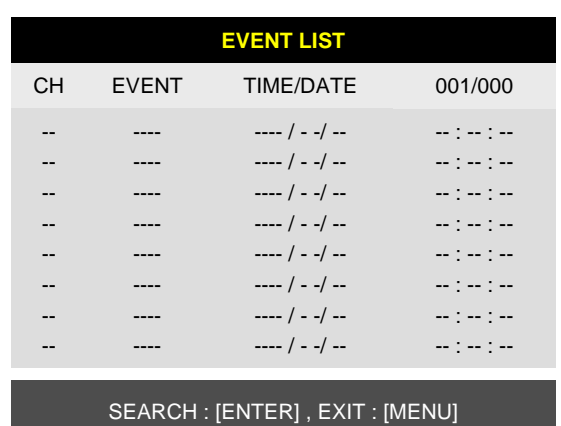 EVENT LIST
CH EVENT TIME/DATE 001/000
-- ---- ---- / - -/ -- -- : -- : --
-- ---- ---- / - -/ -- -- : -- : --
-- ---- ---- / - -/ -- -- : -- : --
-- ---- ---- / - -/ -- -- : -- : --
-- ---- ---- / - -/ -- -- : -- : --
-- ---- ---- / - -/ -- -- : -- : --
-- ---- ---- / - -/ -- -- : -- : --
-- ---- ---- / - -/ -- -- : -- : --
SEARCH : [ENTER] , EXIT : [MENU]